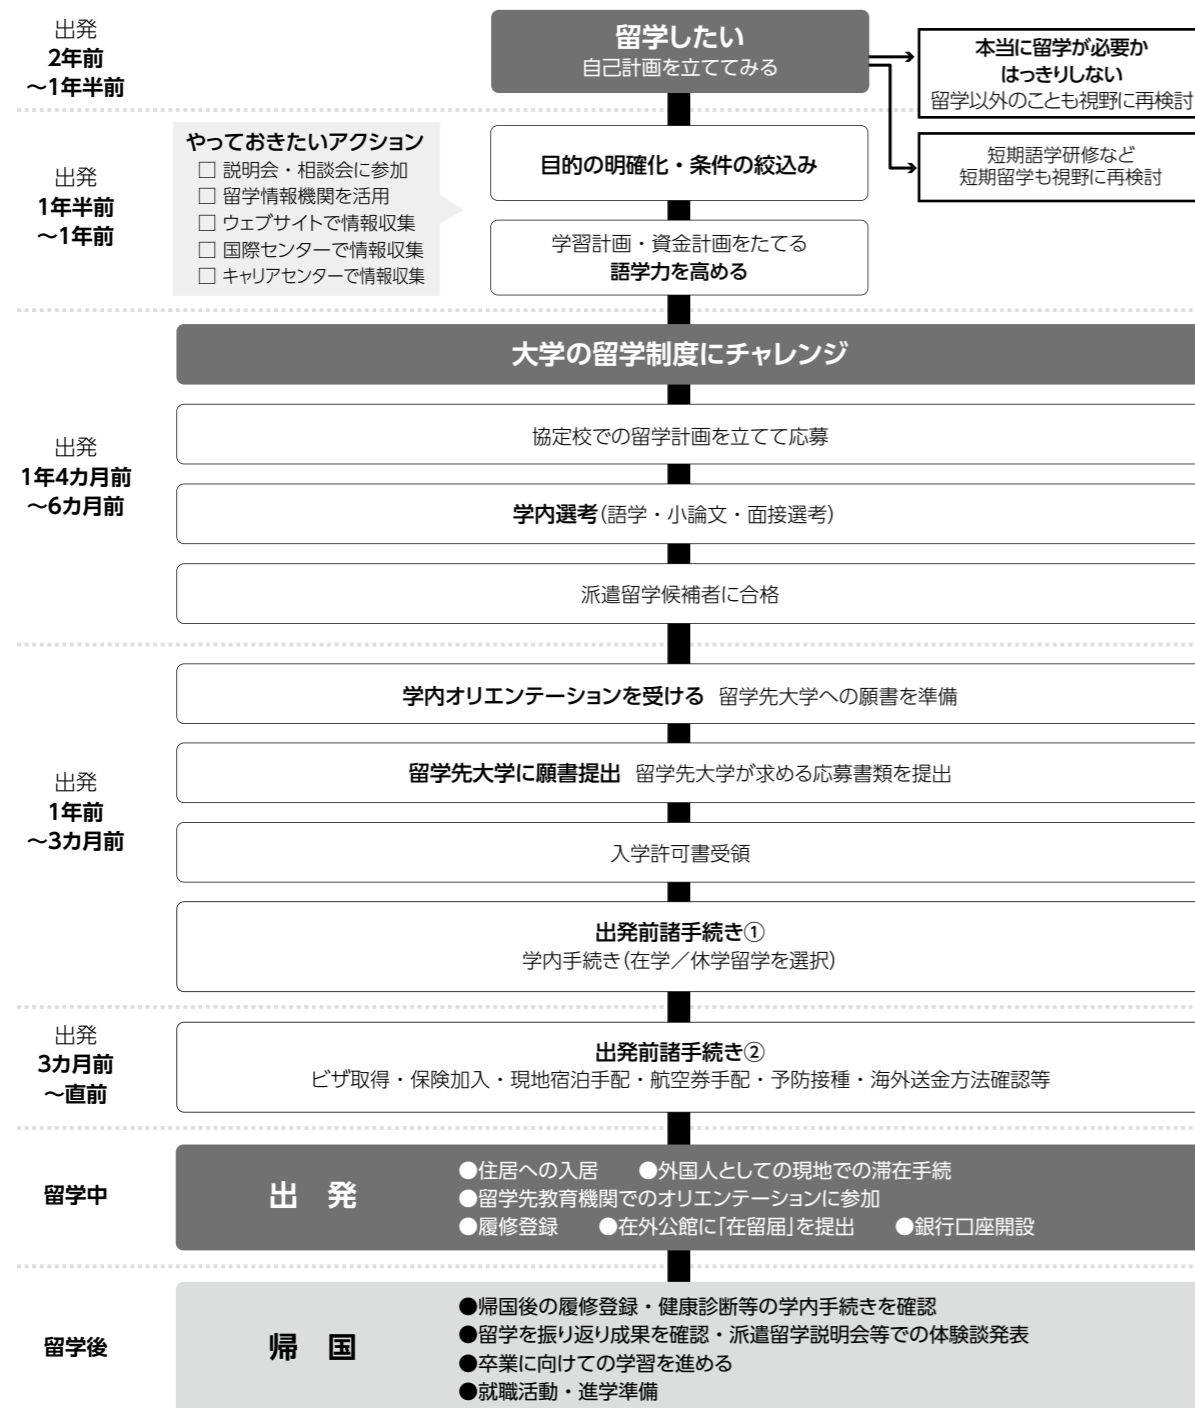 出発
2年前
～1年半前
留学したい
自己計画を立ててみる
本当に留学が必要か
はっきりしない
留学以外のことも視野に再検討
短期語学研修など
短期留学も視野に再検討
出発
1年半前
～1年前
やっておきたいアクション
□ 説明会・相談会に参加
□ 留学情報機関を活用
□ ウェブサイトで情報収集
□ 国際センターで情報収集
□ キャリアセンターで情報収集
目的の明確化・条件の絞込み
学習計画・資金計画をたてる
語学力を高める
大学の留学制度にチャレンジ
出発
1年4カ月前
～6カ月前
協定校での留学計画を立てて応募
学内選考(語学・小論文・面接選考)
派遣留学候補者に合格
出発
1年前
～3カ月前
学内オリエンテーションを受ける 留学先大学への願書を準備
留学先大学に願書提出 留学先大学が求める応募書類を提出
入学許可書受領
出発前諸手続き①
学内手続き(在学／休学留学を選択)
出発
3カ月前
～直前
出発前諸手続き②
ビザ取得・保険加入・現地宿泊手配・航空券手配・予防接種・海外送金方法確認等
留学中
出 発
●住居への入居 ●外国人としての現地での滞在手続
●留学先教育機関でのオリエンテーションに参加
●履修登録 ●在外公館に「在留届」を提出 ●銀行口座開設
留学後
帰 国
●帰国後の履修登録・健康診断等の学内手続きを確認
●留学を振り返り成果を確認・派遣留学説明会等での体験談発表
●卒業に向けての学習を進める
●就職活動・進学準備